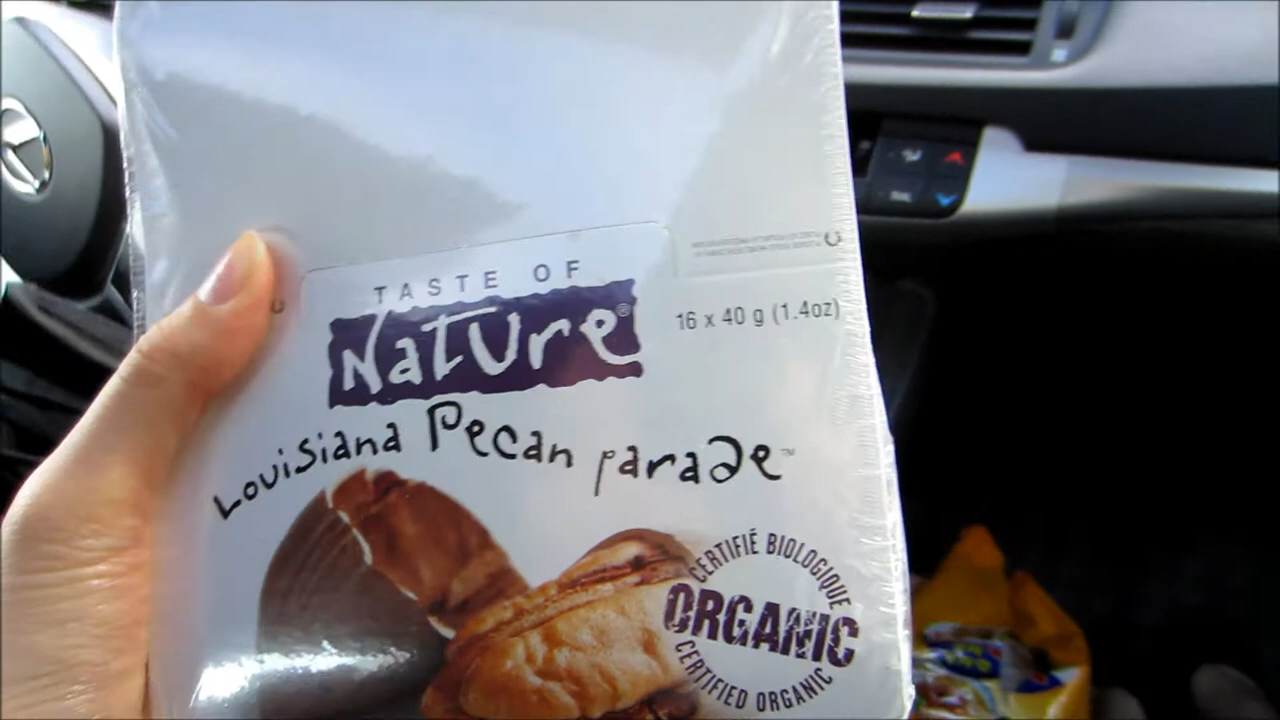 TASTE OF
Nature®
16 x 40 g (1.4oz)
Louisiana Pecan parade™
CERTIFIÉ BIOLOGIQUE
ORGANIC
CERTIFIED ORGANIC